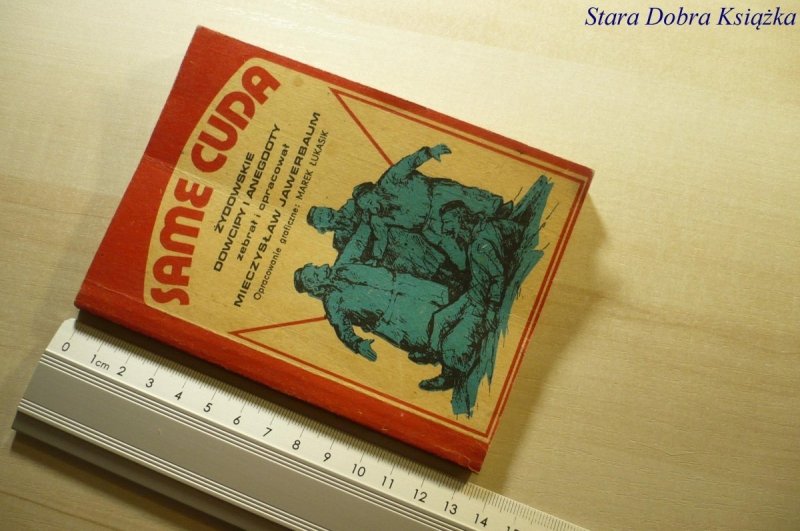 Stara Dobra Książka
SAME CUDA
ŻYDOWSKIE
DOWCIPY I ANEGDOTY
zebrał i opracował
MIECZYSŁAW JAWERBAUM
Opracowanie graficzne: MAREK ŁUKASIK
0 1cm 2 3 4 5 6 7 8 9 10 11 12 13 14